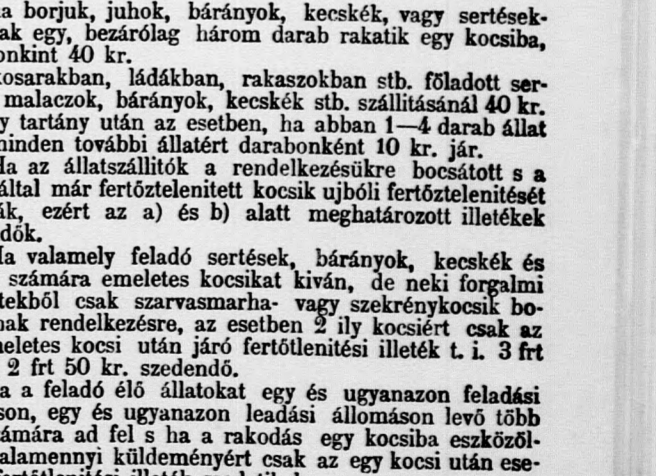 a borjuk, juhok, bárányok, kecskék, vagy sertések-
ak egy, bezárólag három darab rakatik egy kocsiba,
onkint 40 kr.
kosarakban, ládákban, rakaszokban stb. föladott ser-
malaczok, bárányok, kecskék stb. szállitásánál 40 kr.
y tartány után az esetben, ha abban 1—4 darab állat
minden további állatért darabonként 10 kr. jár.
Ha az állatszállitók a rendelkezésükre bocsátott s a
által már fertőztelenitett kocsik ujbóli fertőztelenitését
ák, ezért az a) és b) alatt meghatározott illetékek
dők.
Ha valamely feladó sertések, bárányok, kecskék és
számára emeletes kocsikat kiván, de neki forgalmi
tekből csak szarvasmarha- vagy szekrénykocsik bo-
nak rendelkezésre, az esetben 2 ily kocsiért csak az
neletes kocsi után járó fertőtlenitési illeték t. i. 3 frt
2 frt 50 kr. szedendő.
a a feladó élő állatokat egy és ugyanazon feladási
son, egy és ugyanazon leadási állomáson levő több
ámára ad fel s ha a rakodás egy kocsiba eszközöl-
alamennyi küldeményért csak az egy kocsi után ese-